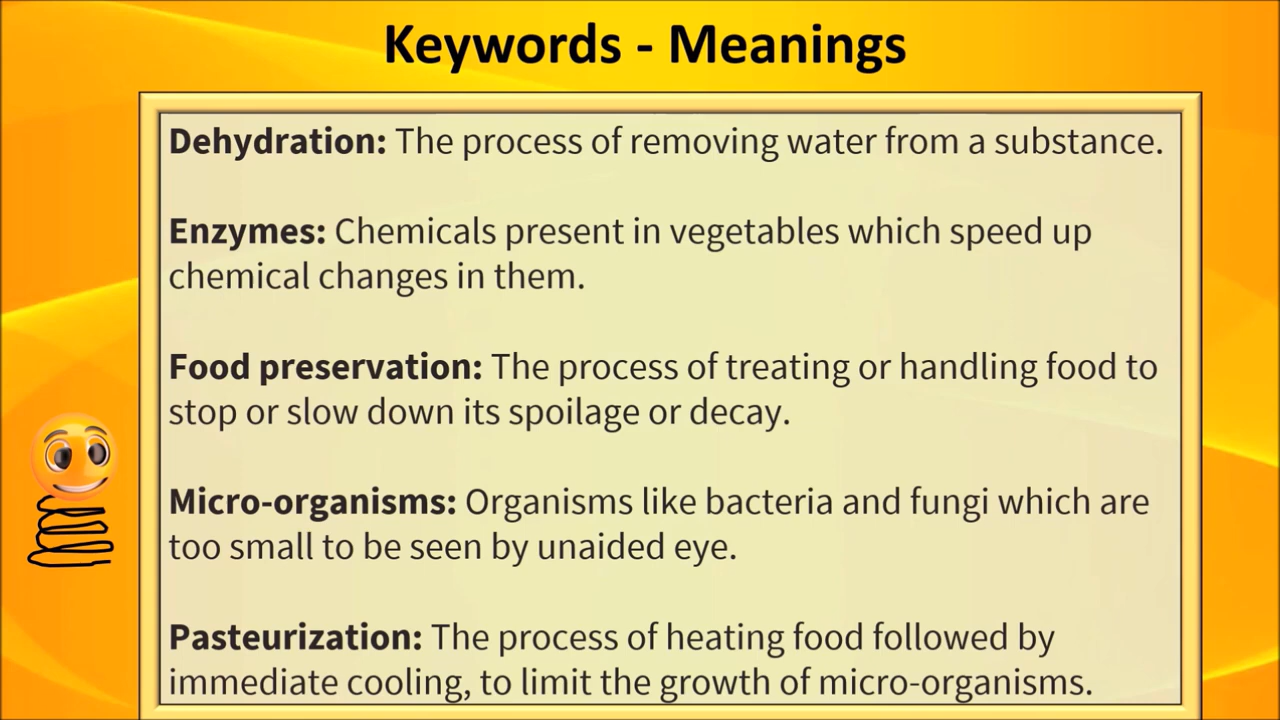 Keywords - Meanings
Dehydration: The process of removing water from a substance.
Enzymes: Chemicals present in vegetables which speed up
chemical changes in them.
Food preservation: The process of treating or handling food to
stop or slow down its spoilage or decay.
Micro-organisms: Organisms like bacteria and fungi which are
too small to be seen by unaided eye.
Pasteurization: The process of heating food followed by
immediate cooling, to limit the growth of micro-organisms.